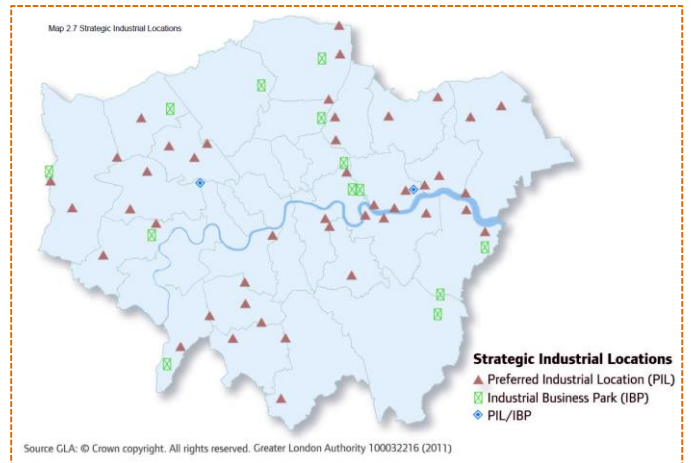 Map 2.7 Strategic Industrial Locations
Strategic Industrial Locations
Preferred Industrial Location (PIL)
Industrial Business Park (IBP)
PIL/IBP
Source GLA: © Crown copyright. All rights reserved. Greater London Authority 100032216 (2011)